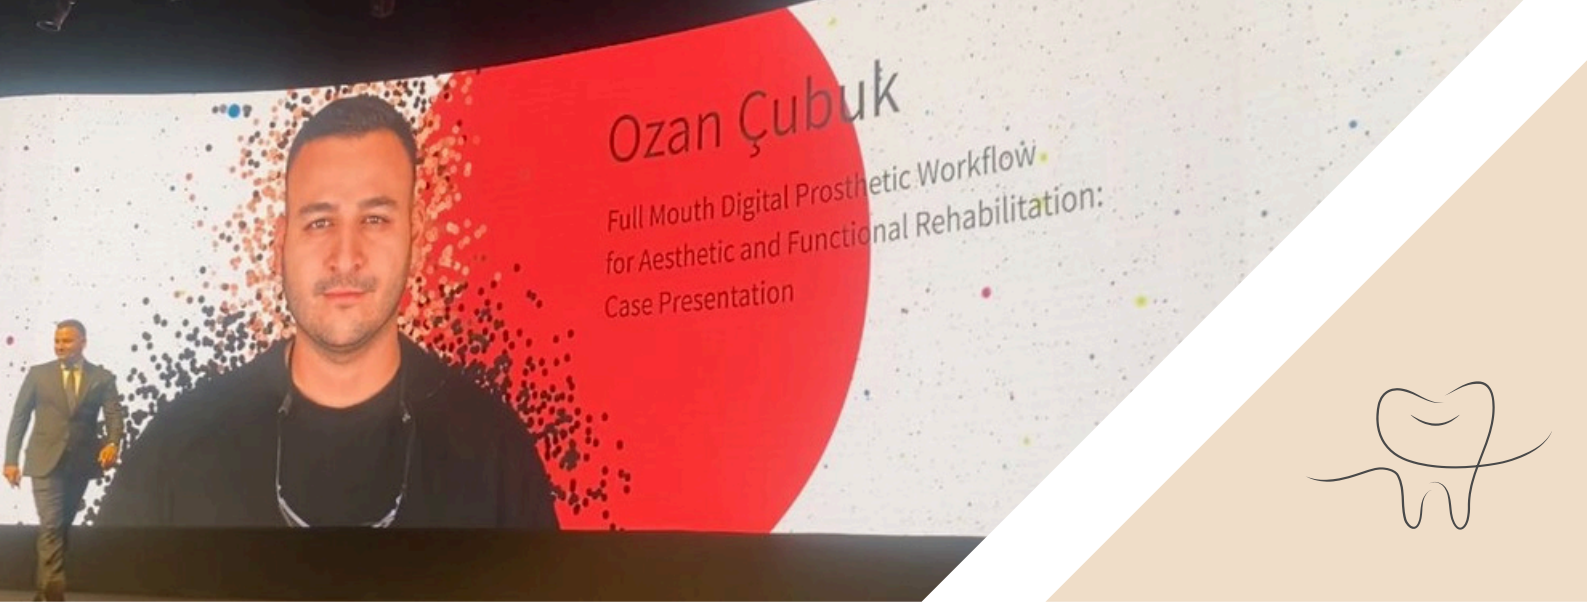 Ozan Çubuk
Full Mouth Digital Prosthetic Workflow
for Aesthetic and Functional Rehabilitation:
Case Presentation